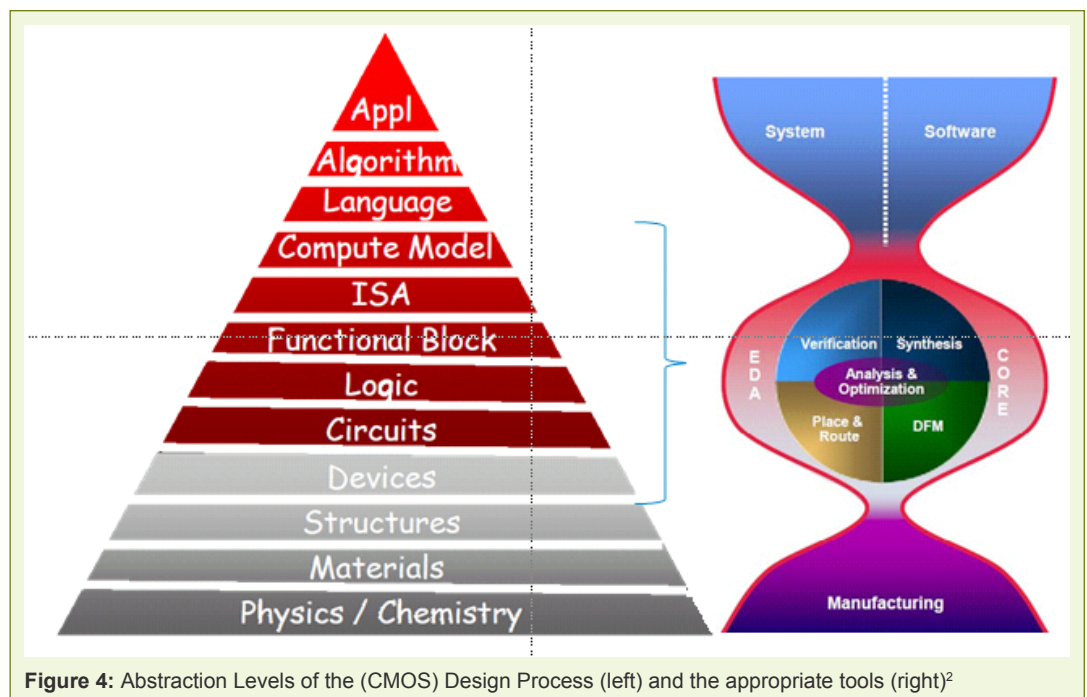 Appl
Algorithm
Language
Compute Model
ISA
Functional Block
Logic
Circuits
Devices
Structures
Materials
Physics / Chemistry
System
Software
EDA
Verification
Synthesis
Analysis &
Optimization
Place &
Route
DFM
CORE
Manufacturing
Figure 4: Abstraction Levels of the (CMOS) Design Process (left) and the appropriate tools (right)²